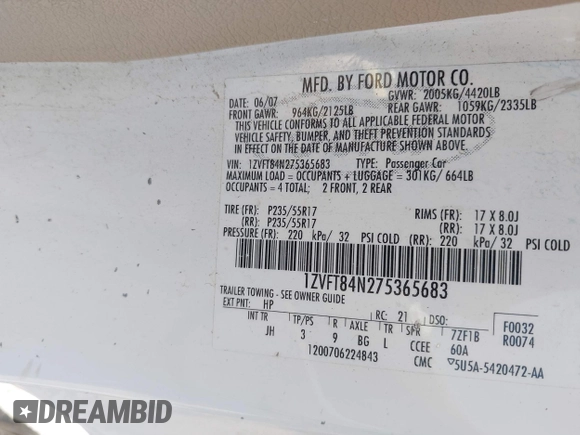 MFD. BY FORD MOTOR CO.
DATE: 06/07 GVWR: 2005KG/4420LB
FRONT GAWR: 964KG/2125LB REAR GAWR: 1059KG/2335LB
THIS VEHICLE CONFORMS TO ALL APPLICABLE FEDERAL MOTOR
VEHICLE SAFETY, BUMPER, AND THEFT PREVENTION STANDARDS
IN EFFECT ON THE DATE OF MANUFACTURE SHOWN ABOVE.
VIN: 1ZVFT84N275365683 TYPE: Passenger Car
MAXIMUM LOAD = OCCUPANTS + LUGGAGE = 301KG/ 664LB
OCCUPANTS = 4 TOTAL; 2 FRONT, 2 REAR
TIRE (FR): P235/55R17 RIMS (FR): 17 X 8.0J
(RR): P235/55R17 (RR): 17 X 8.0J
PRESSURE (FR): 220 kPa/ 32 PSI COLD (RR): 220 kPa/ 32 PSI COLD
1ZVFT84N275365683
TRAILER TOWING - SEE OWNER GUIDE
EXT PNT: HP RC: 21 DSO: F0032
INT TR TP/PS R AXLE TR SPR 7ZF1B R0074
JH 3 9 BG L CCEE 60A
1200706224843 CMC ▽5U5A-5420472-AA
DREAMBID